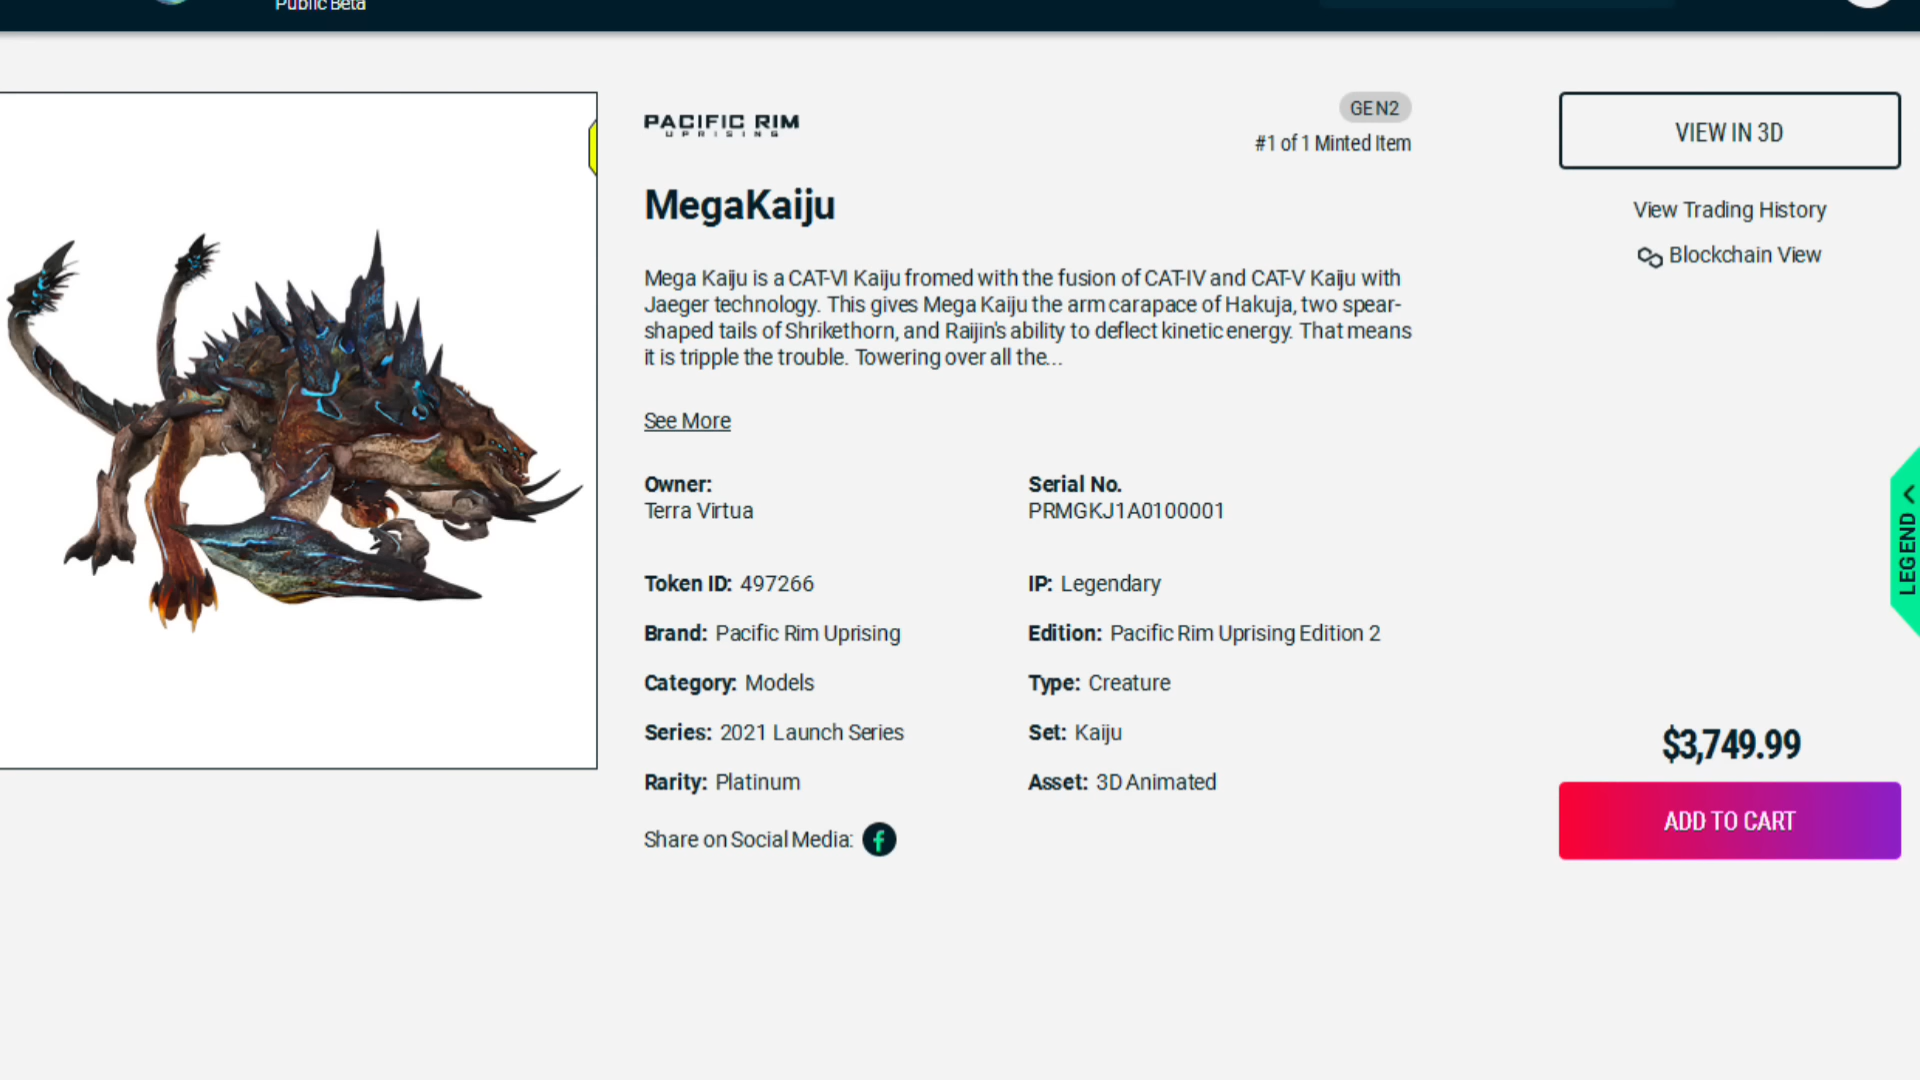 Public Beta
PACIFIC RIM
UPRISING
GEN2
#1 of 1 Minted Item
MegaKaiju
Mega Kaiju is a CAT-VI Kaiju fromed with the fusion of CAT-IV and CAT-V Kaiju with
Jaeger technology. This gives Mega Kaiju the arm carapace of Hakuja, two spear-
shaped tails of Shrikethorn, and Raijin's ability to deflect kinetic energy. That means
it is tripple the trouble. Towering over all the...
See More
Owner:
Terra Virtua
Serial No.
PRMGKJ1A0100001
Token ID: 497266
IP: Legendary
Brand: Pacific Rim Uprising
Edition: Pacific Rim Uprising Edition 2
Category: Models
Type: Creature
Series: 2021 Launch Series
Set: Kaiju
Rarity: Platinum
Asset: 3D Animated
Share on Social Media:
VIEW IN 3D
View Trading History
Blockchain View
LEGEND
$3,749.99
ADD TO CART